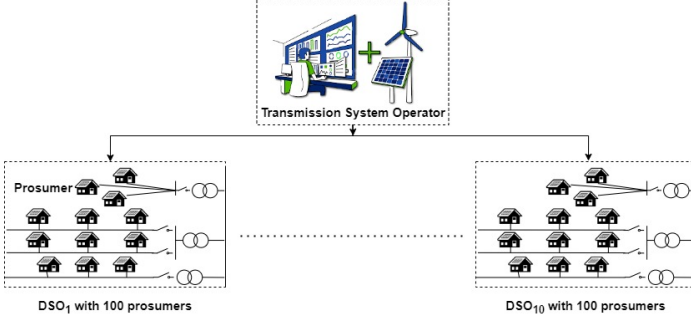 Transmission System Operator
Prosumer
DSO₁ with 100 prosumers
DSO₁₀ with 100 prosumers